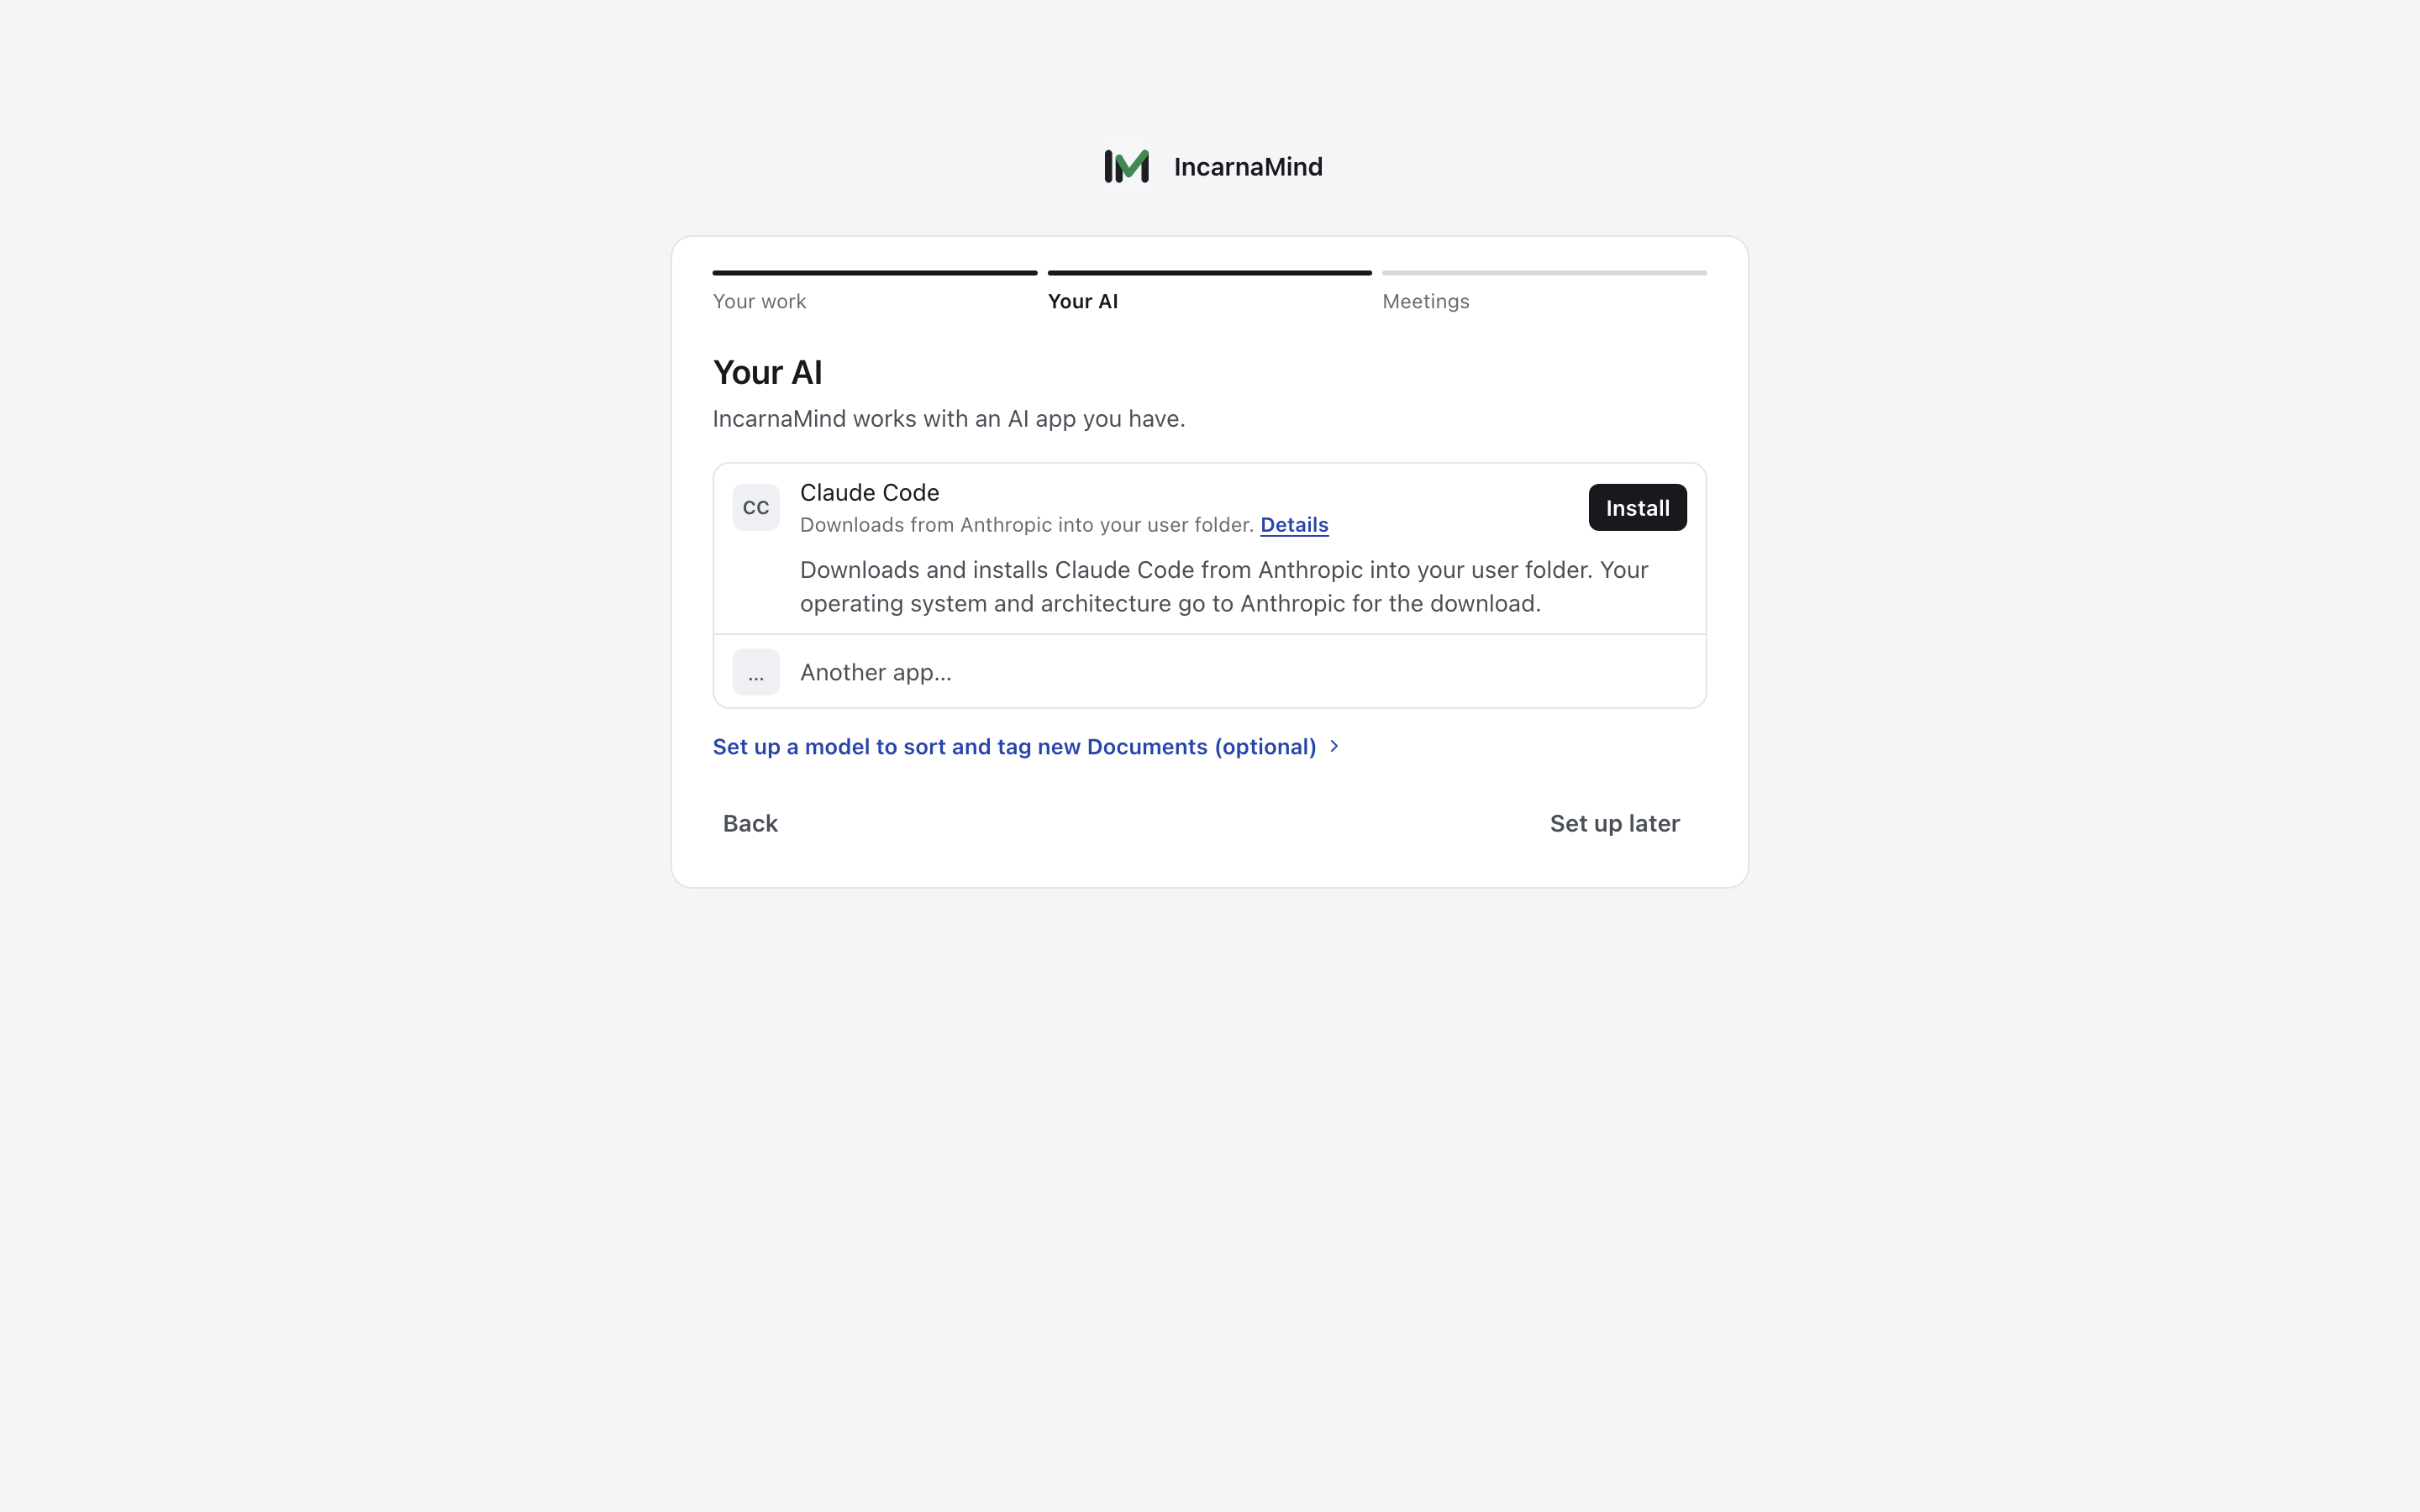 IncarnaMind
Your work
Your AI
Meetings
Your AI
IncarnaMind works with an AI app you have.
CC
Claude Code
Downloads from Anthropic into your user folder. Details
Install
Downloads and installs Claude Code from Anthropic into your user folder. Your
operating system and architecture go to Anthropic for the download.
...
Another app...
Set up a model to sort and tag new Documents (optional) >
Back
Set up later